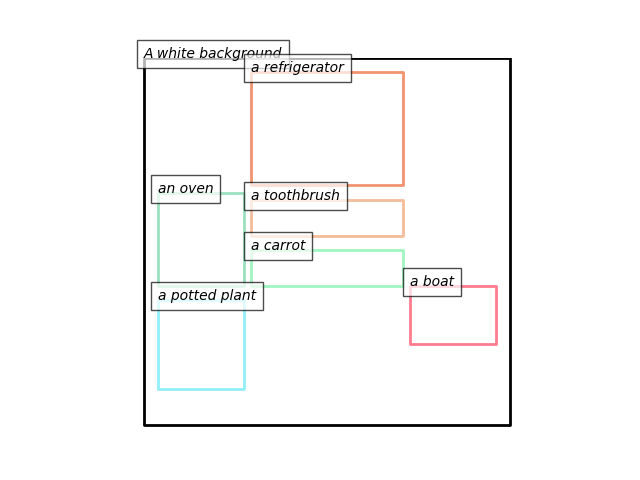 A white background
a refrigerator
an oven
a toothbrush
a carrot
a boat
a potted plant